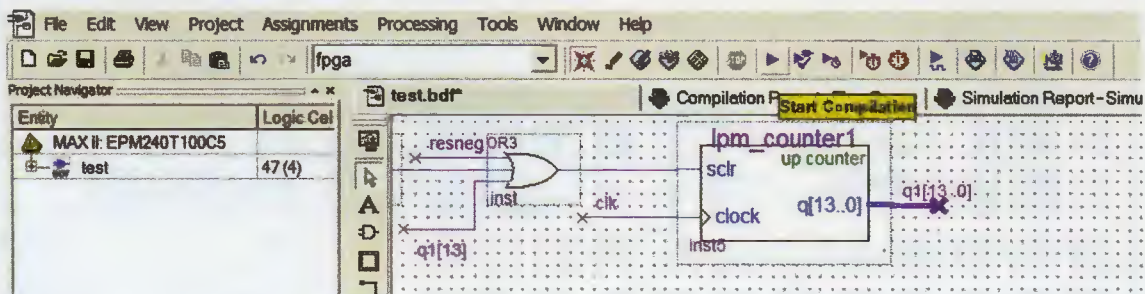 File Edit View Project Assignments Processing Tools Window Help
fpga
Project Navigator
Entity Logic Cel
MAX II: EPM240T100C5
test 47 (4)
test.bdf*
Compilation
Start Compilation
Simulation Report - Simu
resneg OR3
inst
clk
q1[13]
lpm_counter1
up counter
sclr
clock q[13..0]
inst5
q1[13..0]
A